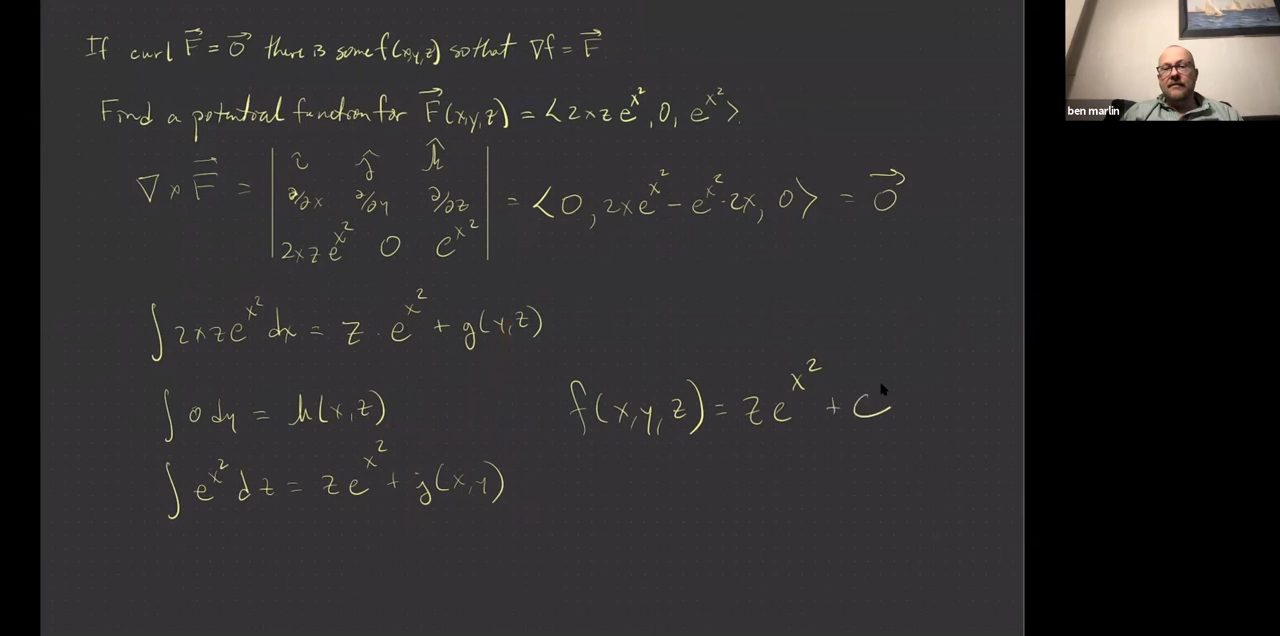 If curl F⃗ = 0⃗ there is some f(x,y,z) so that ∇f = F⃗
Find a potential function for F⃗(x,y,z) = ⟨2xz e^x², 0, e^x²⟩.
∇ × F⃗ = | î ĵ k̂ |
| ∂/∂x ∂/∂y ∂/∂z |
| 2xz e^x² 0 e^x² |
= ⟨0, 2xe^x² − e^x²·2x, 0⟩ = 0⃗
∫ 2xze^x² dx = z · e^x² + g(y,z)
∫ 0 dy = h(x,z)
∫ e^x² dz = ze^x² + j(x,y)
f(x,y,z) = ze^x² + C
ben marlin